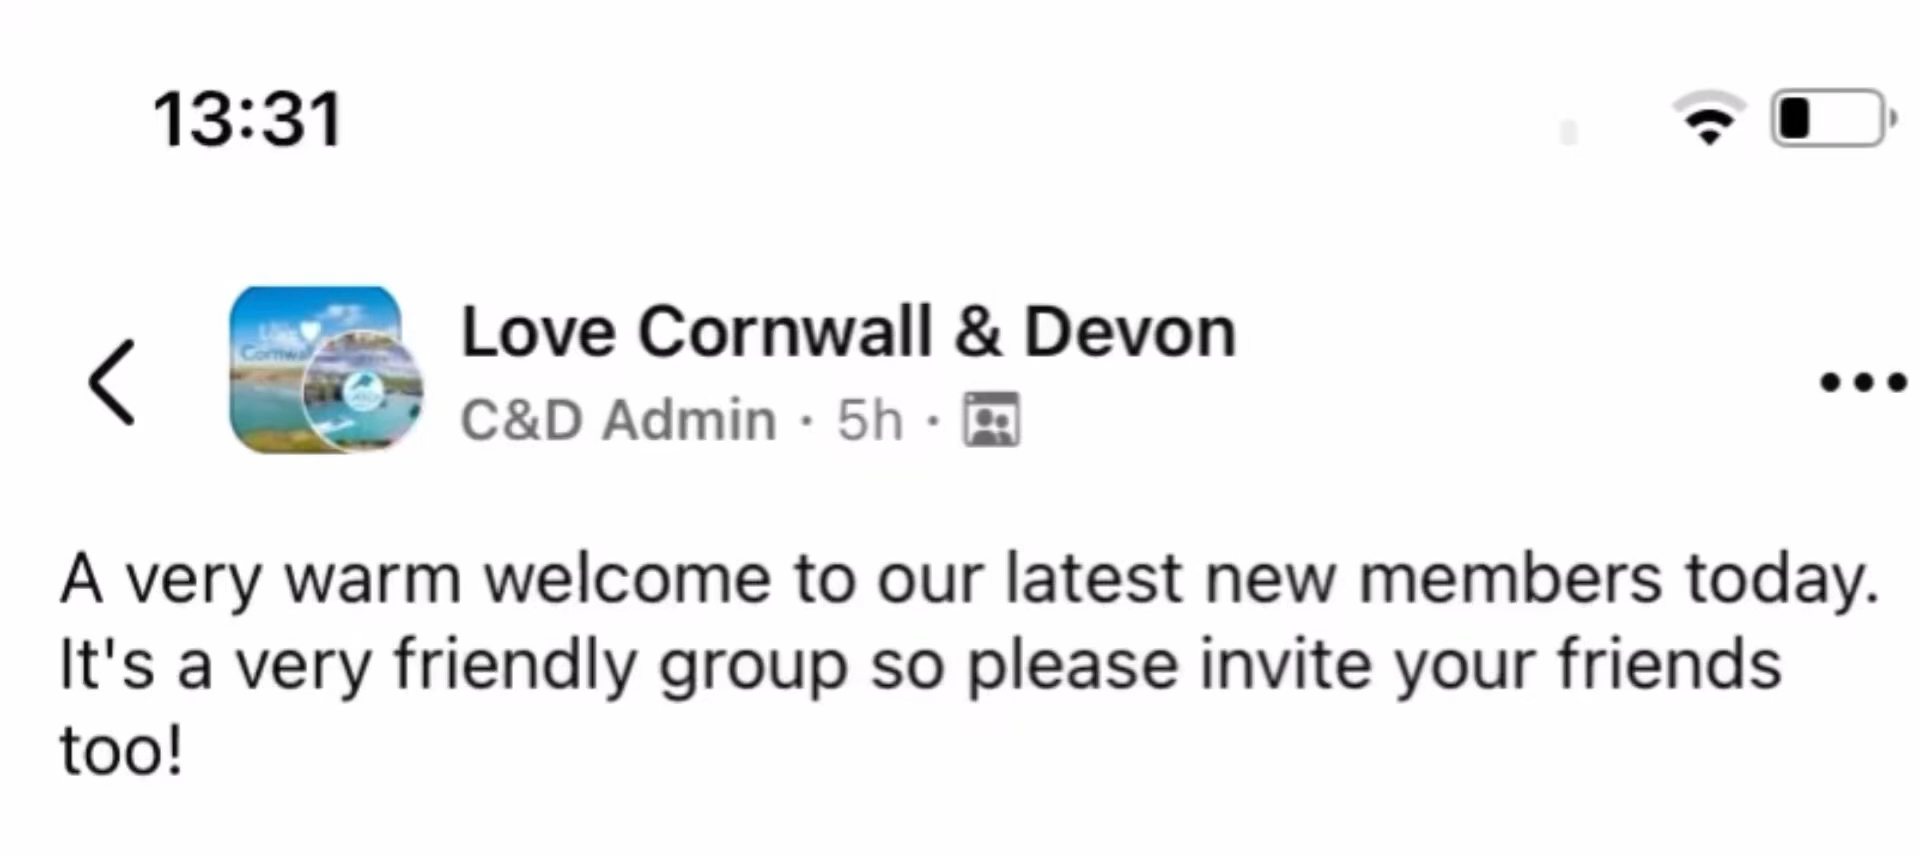 13:31
Love Cornwall & Devon
C&D Admin · 5h ·
A very warm welcome to our latest new members today.
It's a very friendly group so please invite your friends
too!